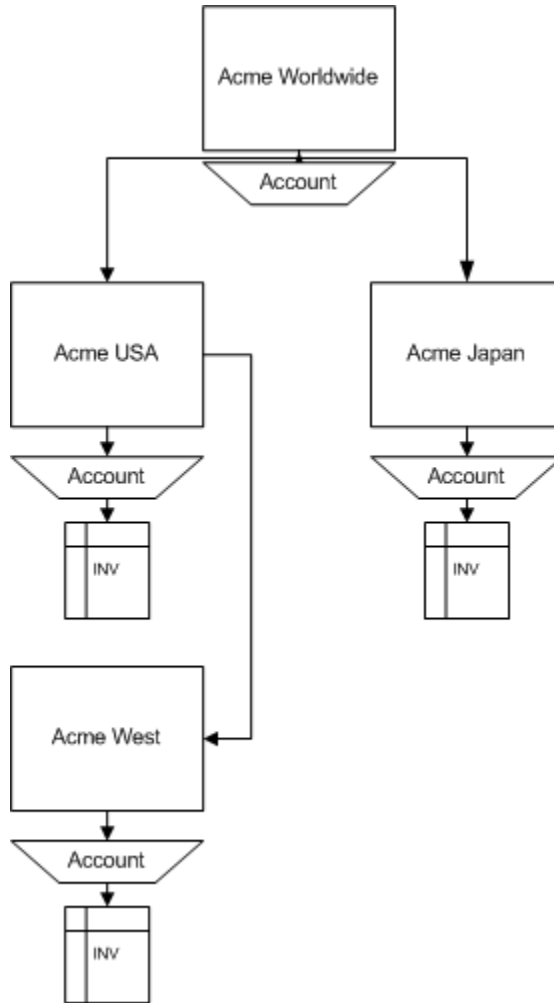 Acme Worldwide
Account
Acme USA
Acme Japan
Account
Account
INV
INV
Acme West
Account
INV